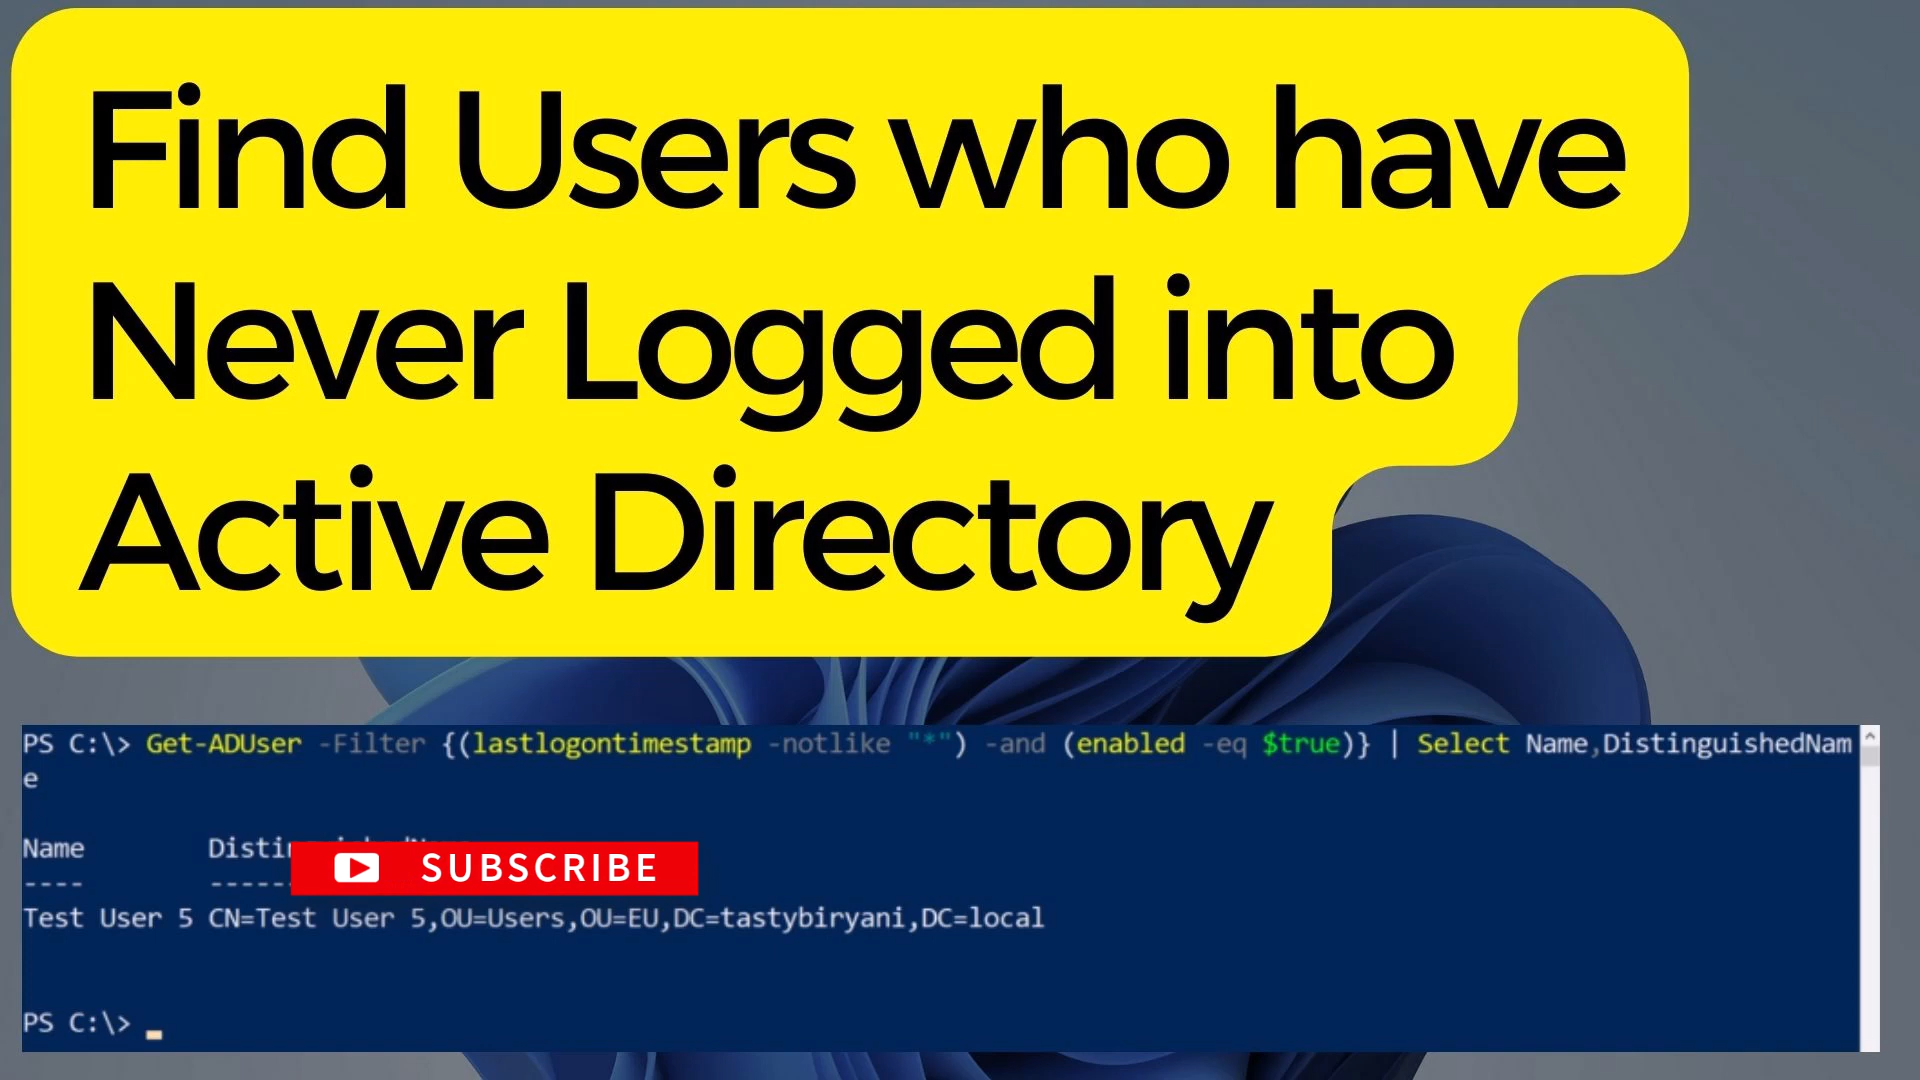 Find Users who have
Never Logged into
Active Directory
PS C:\> Get-ADUser -Filter {(lastlogontimestamp -notlike "*") -and (enabled -eq $true)} | Select Name,DistinguishedNam
e
Name
SUBSCRIBE
---- -----
Test User 5 CN=Test User 5,OU=Users,OU=EU,DC=tastybiryani,DC=local
PS C:\>